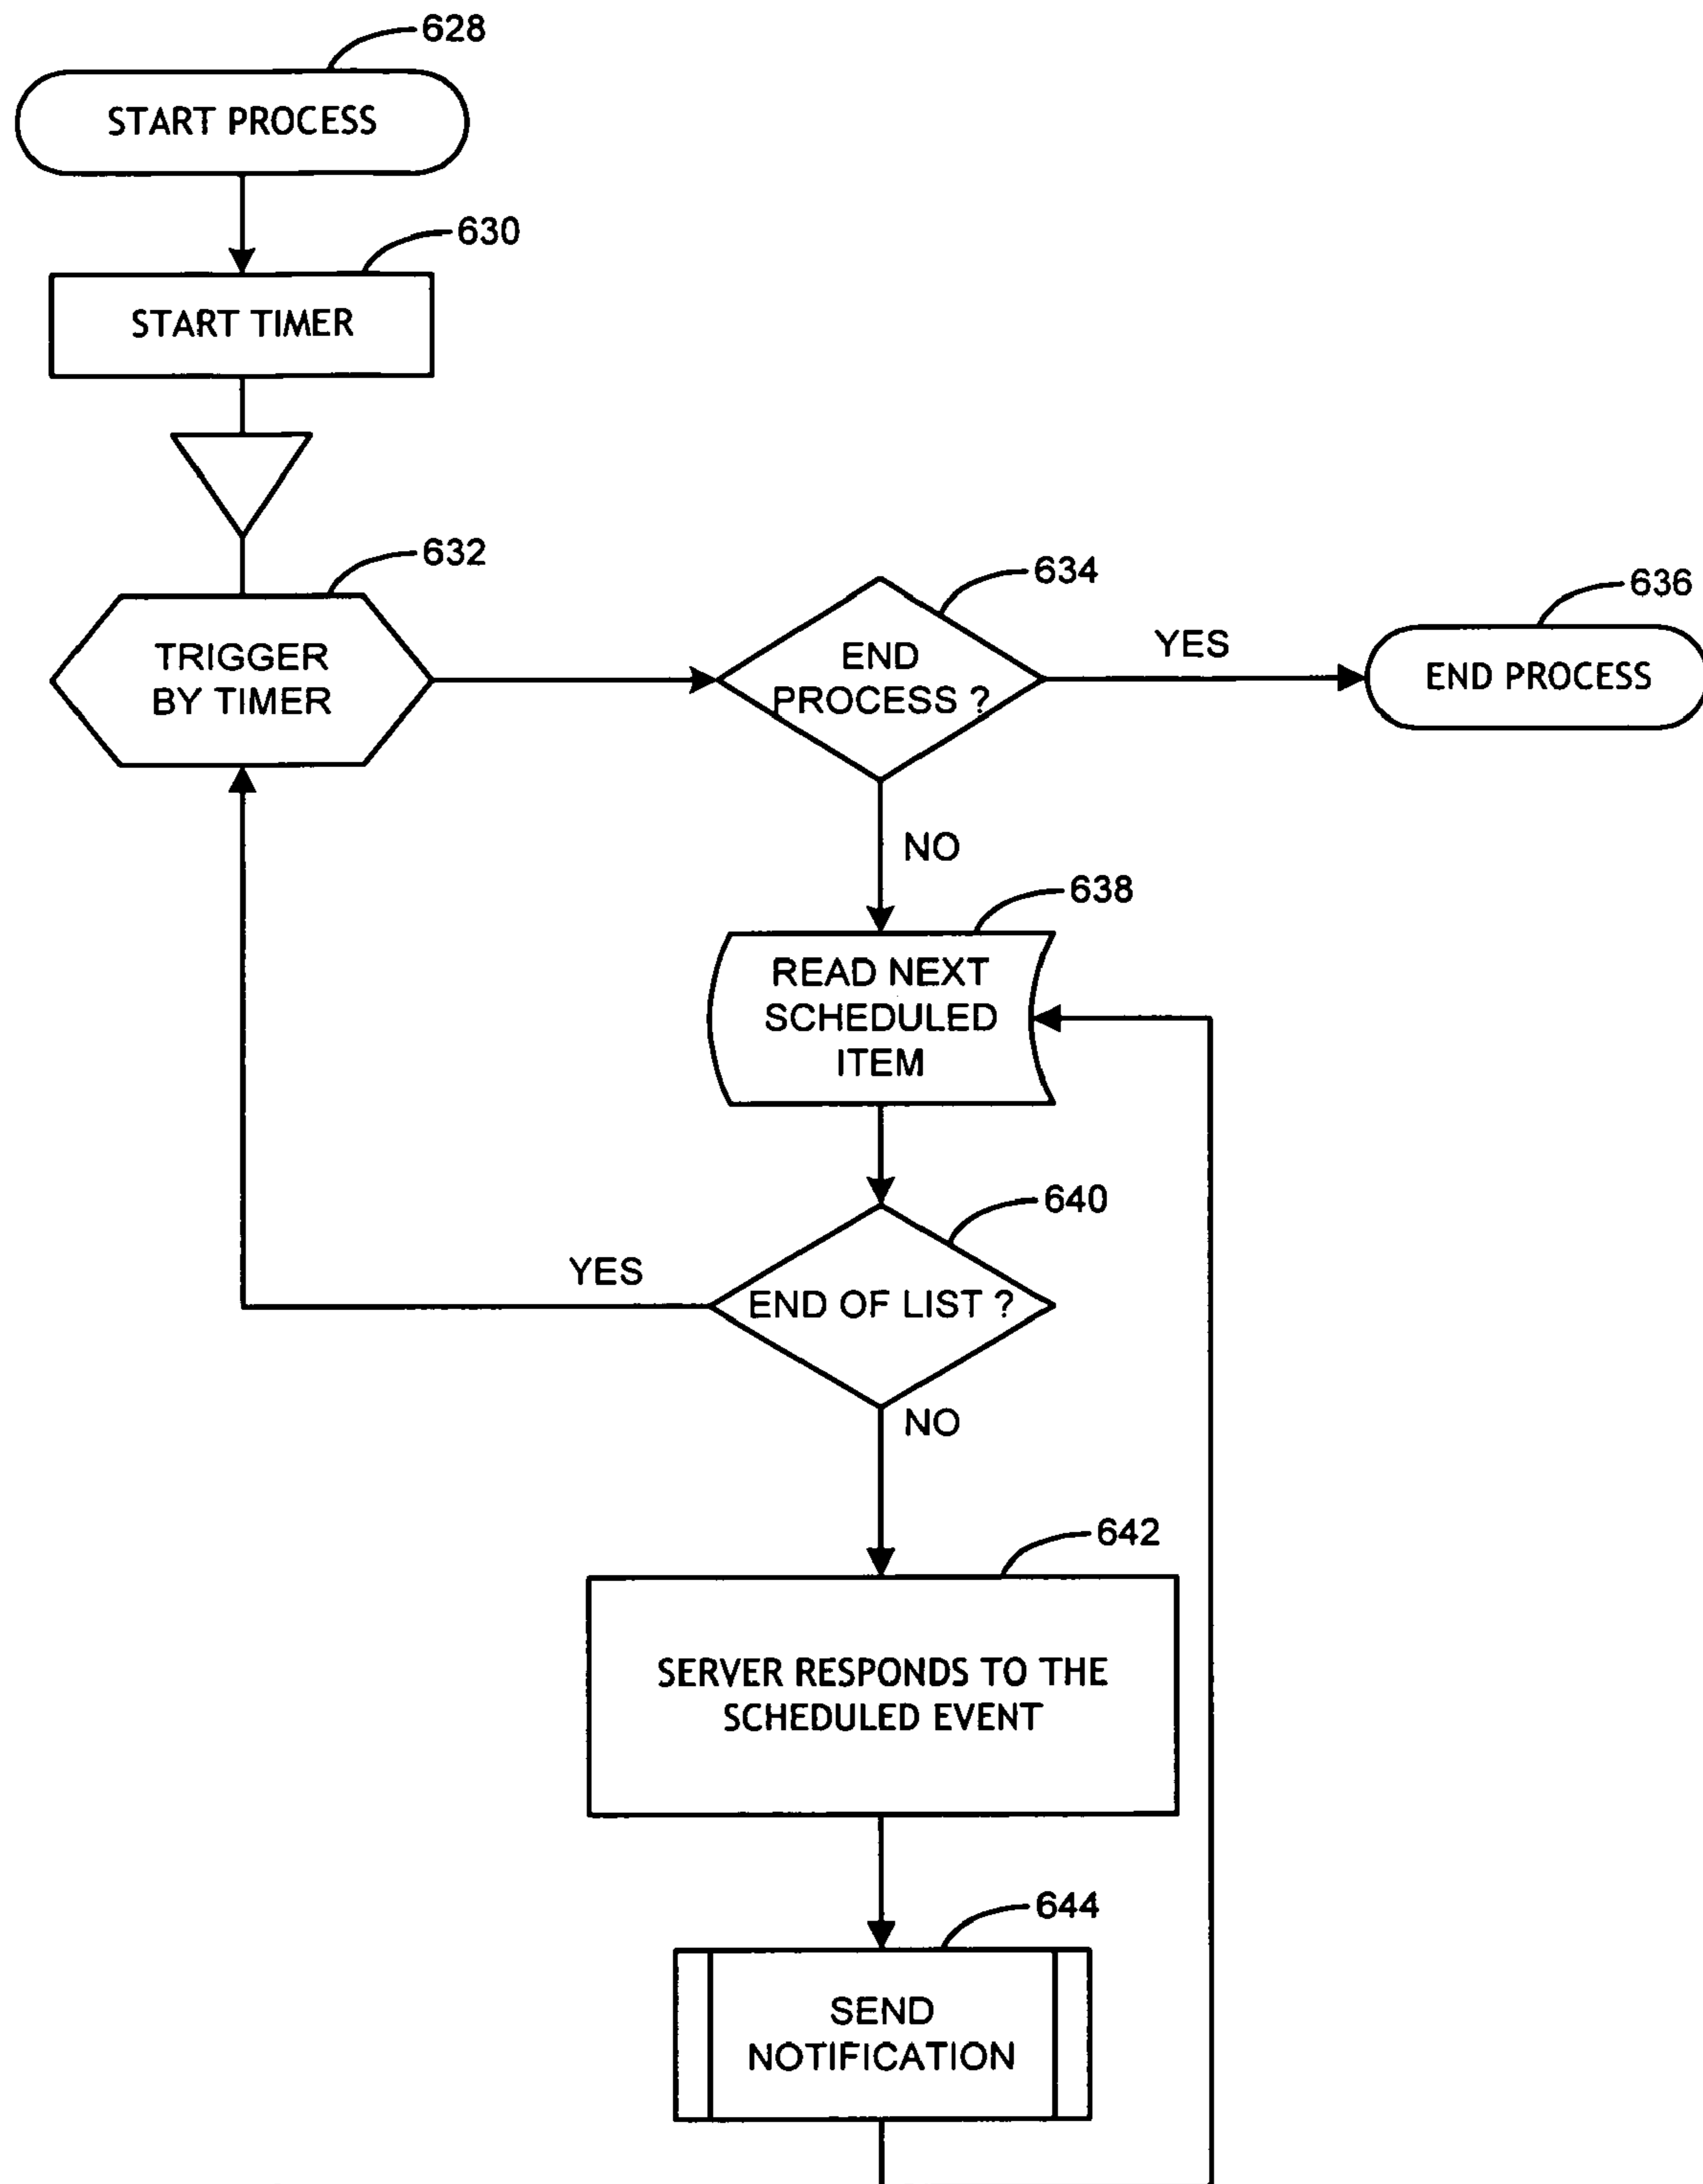 628
START PROCESS
630
START TIMER
632
TRIGGER
BY TIMER
634
END
PROCESS ?
YES
636
END PROCESS
NO
638
READ NEXT
SCHEDULED
ITEM
640
YES
END OF LIST ?
NO
642
SERVER RESPONDS TO THE
SCHEDULED EVENT
644
SEND
NOTIFICATION